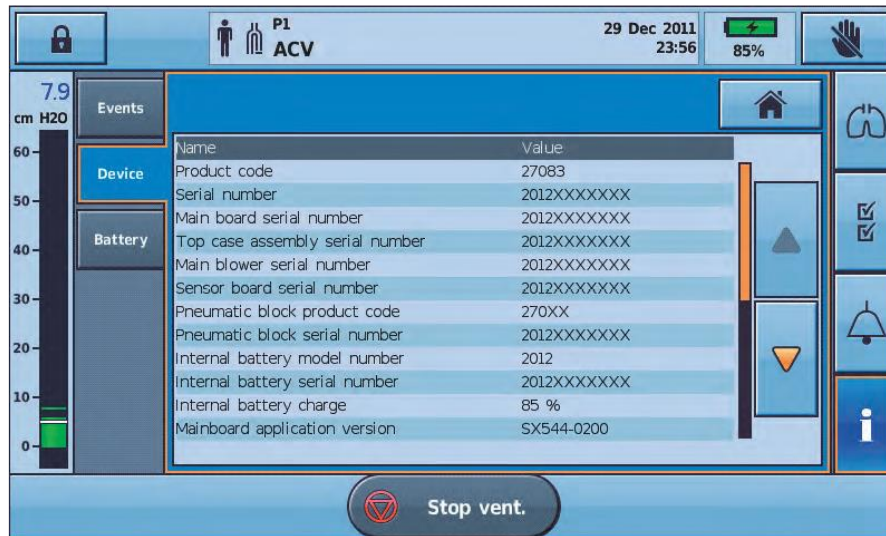 P1
ACV
29 Dec 2011
23:56
85%
7.9
cm H2O
60
50
40
30
20
10
0
Events
Device
Battery
Name Value
Product code 27083
Serial number 2012XXXXXXX
Main board serial number 2012XXXXXXX
Top case assembly serial number 2012XXXXXXX
Main blower serial number 2012XXXXXXX
Sensor board serial number 2012XXXXXXX
Pneumatic block product code 270XX
Pneumatic block serial number 2012XXXXXXX
Internal battery model number 2012
Internal battery serial number 2012XXXXXXX
Internal battery charge 85 %
Mainboard application version SX544-0200
i
Stop vent.